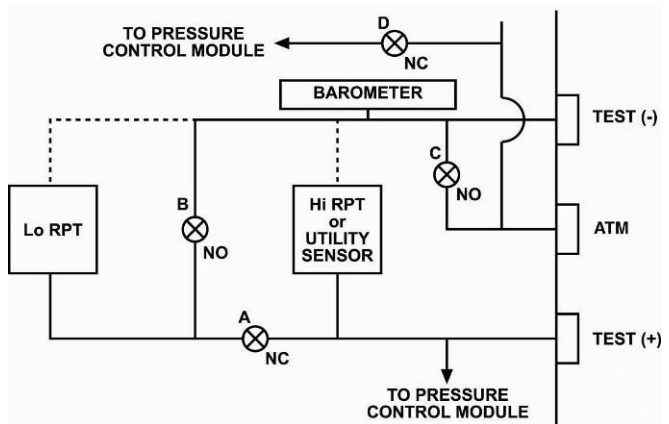 D
TO PRESSURE
CONTROL MODULE
NC
BAROMETER
TEST (-)
C
NO
Lo RPT
B
NO
Hi RPT
or
UTILITY
SENSOR
ATM
A
NC
TEST (+)
TO PRESSURE
CONTROL MODULE